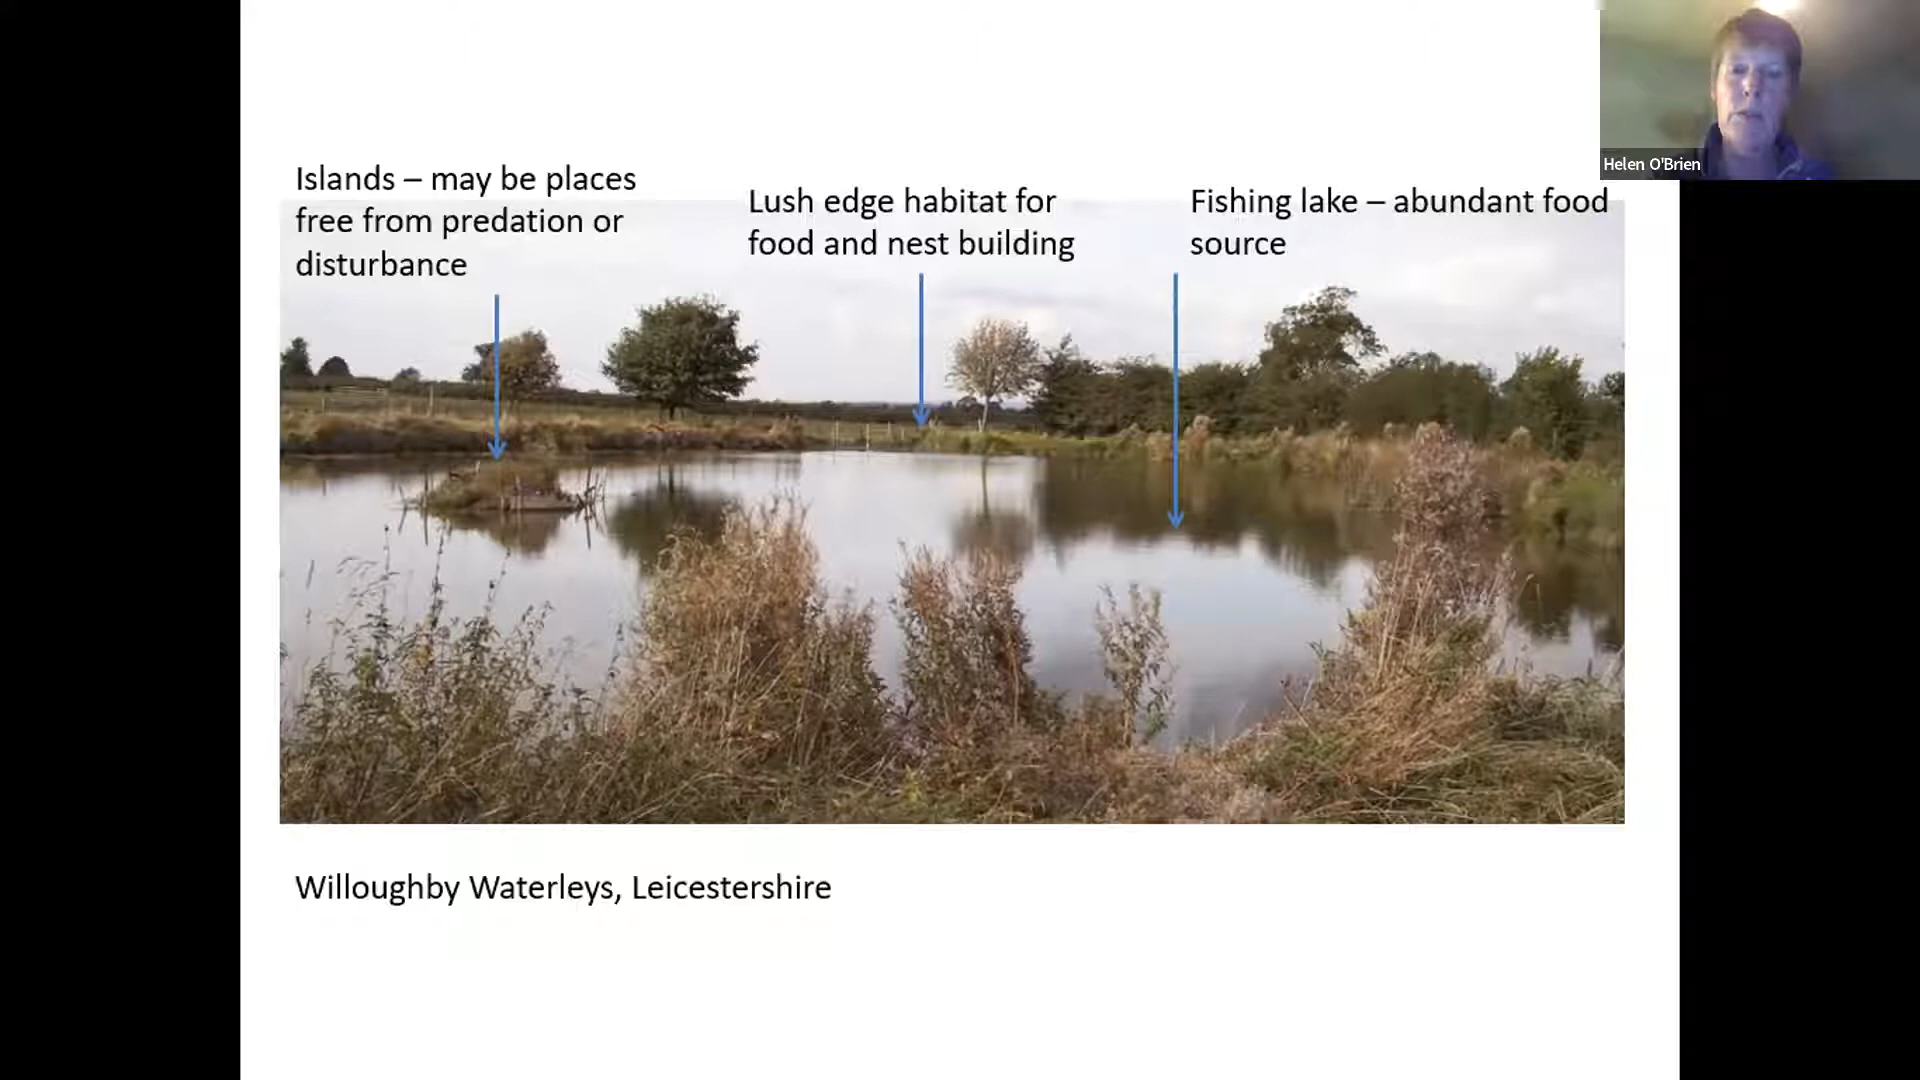 Helen O'Brien
Islands – may be places
free from predation or
disturbance
Lush edge habitat for
food and nest building
Fishing lake – abundant food
source
Willoughby Waterleys, Leicestershire